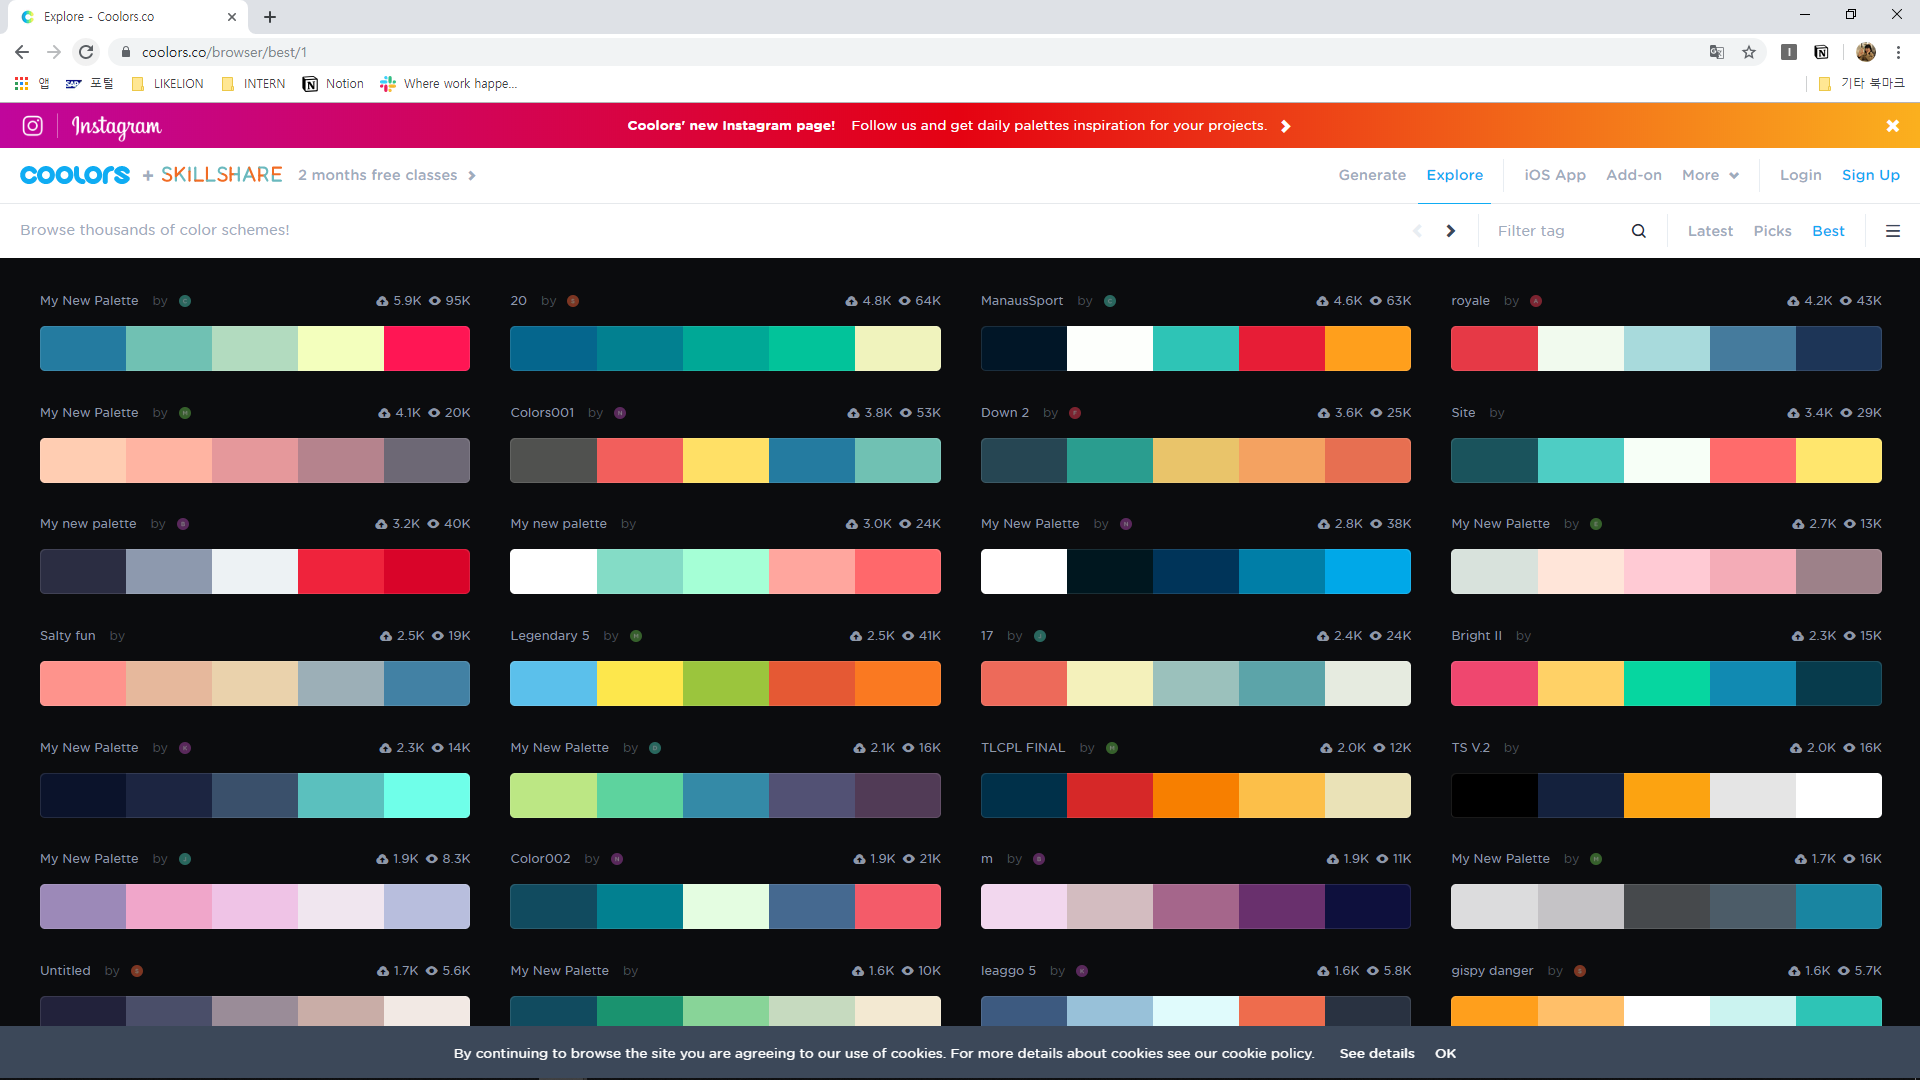 Explore - Coolors.co
coolors.co/browser/best/1
앱 SAP 포털 LIKELION INTERN Notion Where work happe... 기타 북마크
Instagram Coolors' new Instagram page! Follow us and get daily palettes inspiration for your projects.
coolors + SKILLSHARE 2 months free classes Generate Explore iOS App Add-on More Login Sign Up
Browse thousands of color schemes! Filter tag Latest Picks Best
My New Palette by 5.9K 95K 20 by 4.8K 64K ManausSport by 4.6K 63K royale by 4.2K 43K
My New Palette by 4.1K 20K Colors001 by 3.8K 53K Down 2 by 3.6K 25K Site by 3.4K 29K
My new palette by 3.2K 40K My new palette by 3.0K 24K My New Palette by 2.8K 38K My New Palette by 2.7K 13K
Salty fun by 2.5K 19K Legendary 5 by 2.5K 41K 17 by 2.4K 24K Bright II by 2.3K 15K
My New Palette by 2.3K 14K My New Palette by 2.1K 16K TLCPL FINAL by 2.0K 12K TS V.2 by 2.0K 16K
My New Palette by 1.9K 8.3K Color002 by 1.9K 21K m by 1.9K 11K My New Palette by 1.7K 16K
Untitled by 1.7K 5.6K My New Palette by 1.6K 10K leaggo 5 by 1.6K 5.8K gispy danger by 1.6K 5.7K
By continuing to browse the site you are agreeing to our use of cookies. For more details about cookies see our cookie policy. See details OK